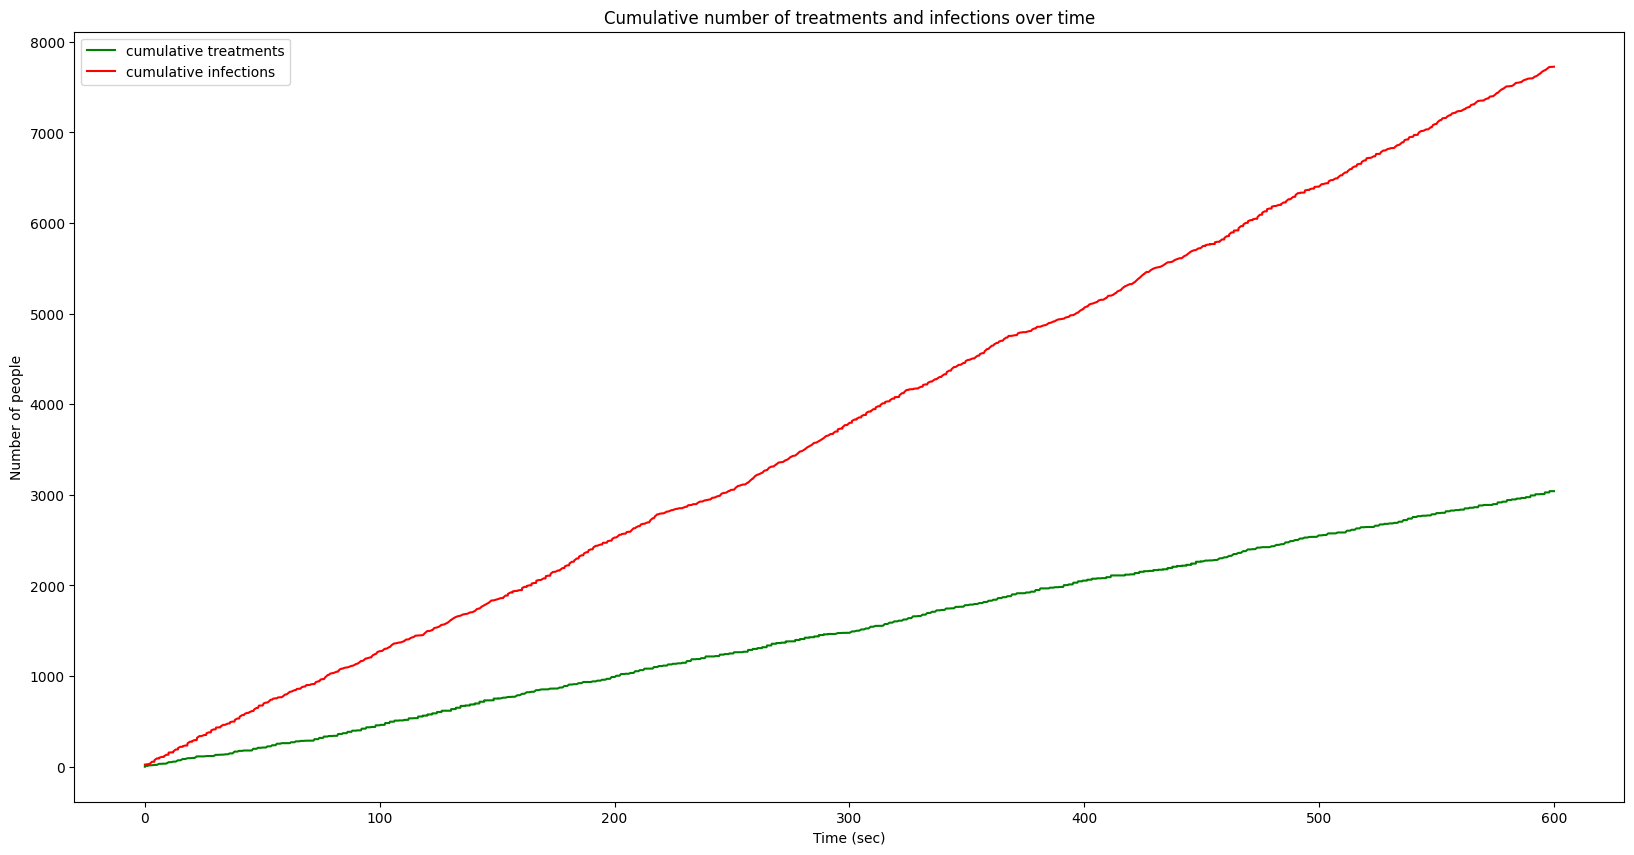 Cumulative number of treatments and infections over time
cumulative treatments
cumulative infections
8000
7000
6000
5000
4000
3000
2000
1000
0
Number of people
0 100 200 300 400 500 600
Time (sec)